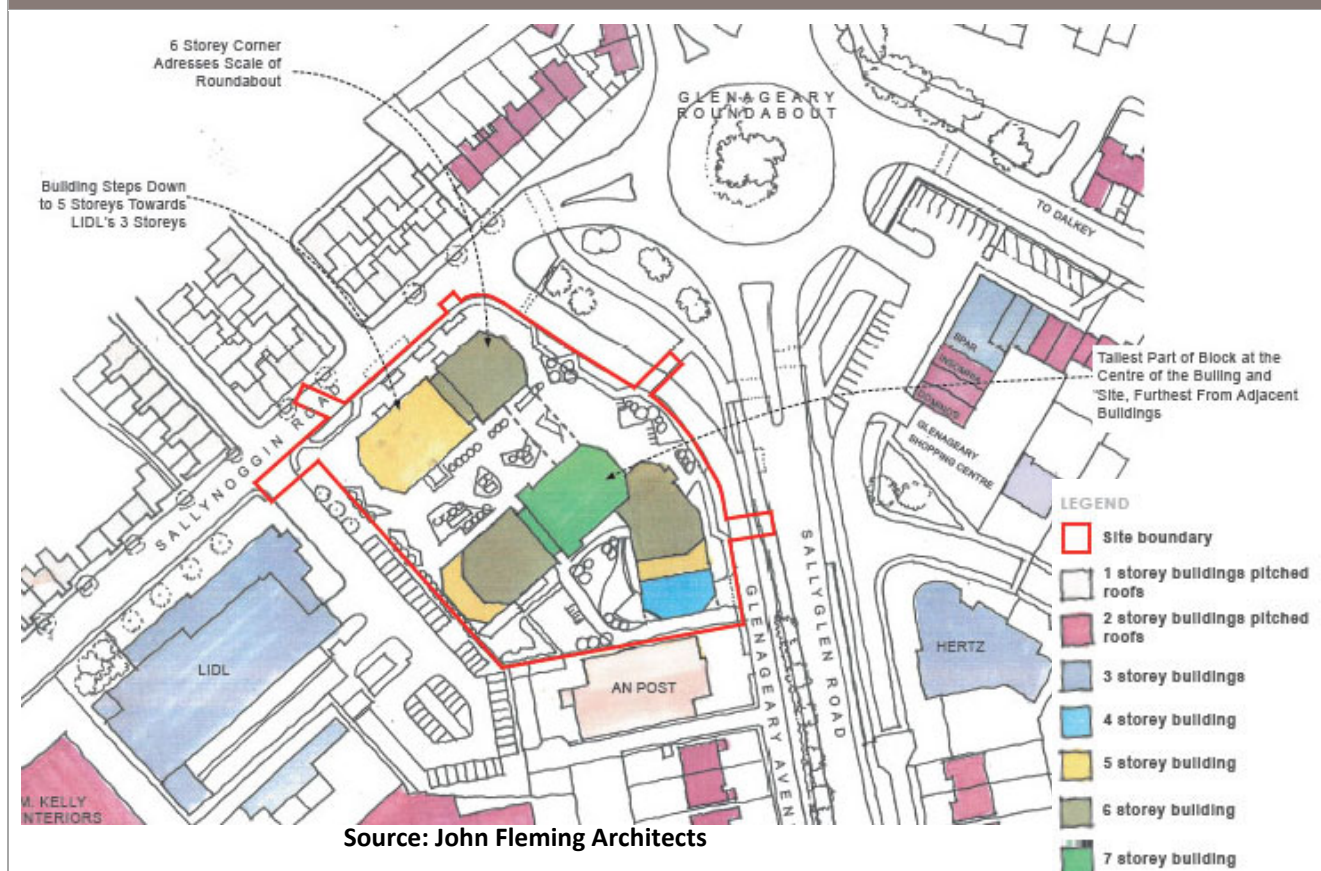 6 Storey Corner
Adresses Scale of
Roundabout
GLENAGEARY
ROUNDABOUT
Building Steps Down
to 5 Storeys Towards
LIDL's 3 Storeys
TO DALKEY
BPAR
INSOMNIA
DOMINOS
GLENAGEARY
SHOPPING CENTRE
Tallest Part of Block at the
Centre of the Builing and
Site, Furthest From Adjacent
Buildings
SALLYNOGGIN ROA
LIDL
AN POST
SALLYGLEN ROAD
GLENAGEARY AVEN
HERTZ
M. KELLY
INTERIORS
LEGEND
Site boundary
1 storey buildings pitched
roofs
2 storey buildings pitched
roofs
3 storey buildings
4 storey building
5 storey building
6 storey building
7 storey building
Source: John Fleming Architects